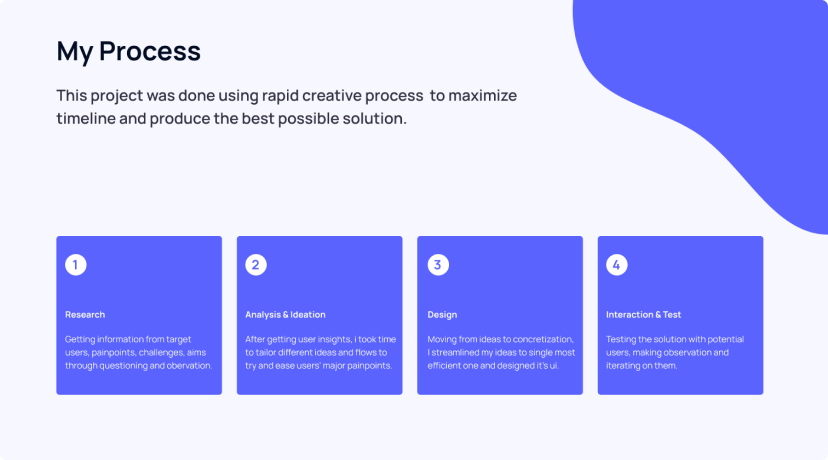 My Process
This project was done using rapid creative process  to maximize
timeline and produce the best possible solution.
1
Research
Getting information from target
users, painpoints, challenges, aims
through questioning and obervation.
2
Analysis & Ideation
After getting user insights, i took time
to tailor different ideas and flows to
try and ease users' major painpoints.
3
Design
Moving from ideas to concretization,
I streamlined my ideas to single most
efficient one and designed it's ui.
4
Interaction & Test
Testing the solution with potential
users, making observation and
iterating on them.